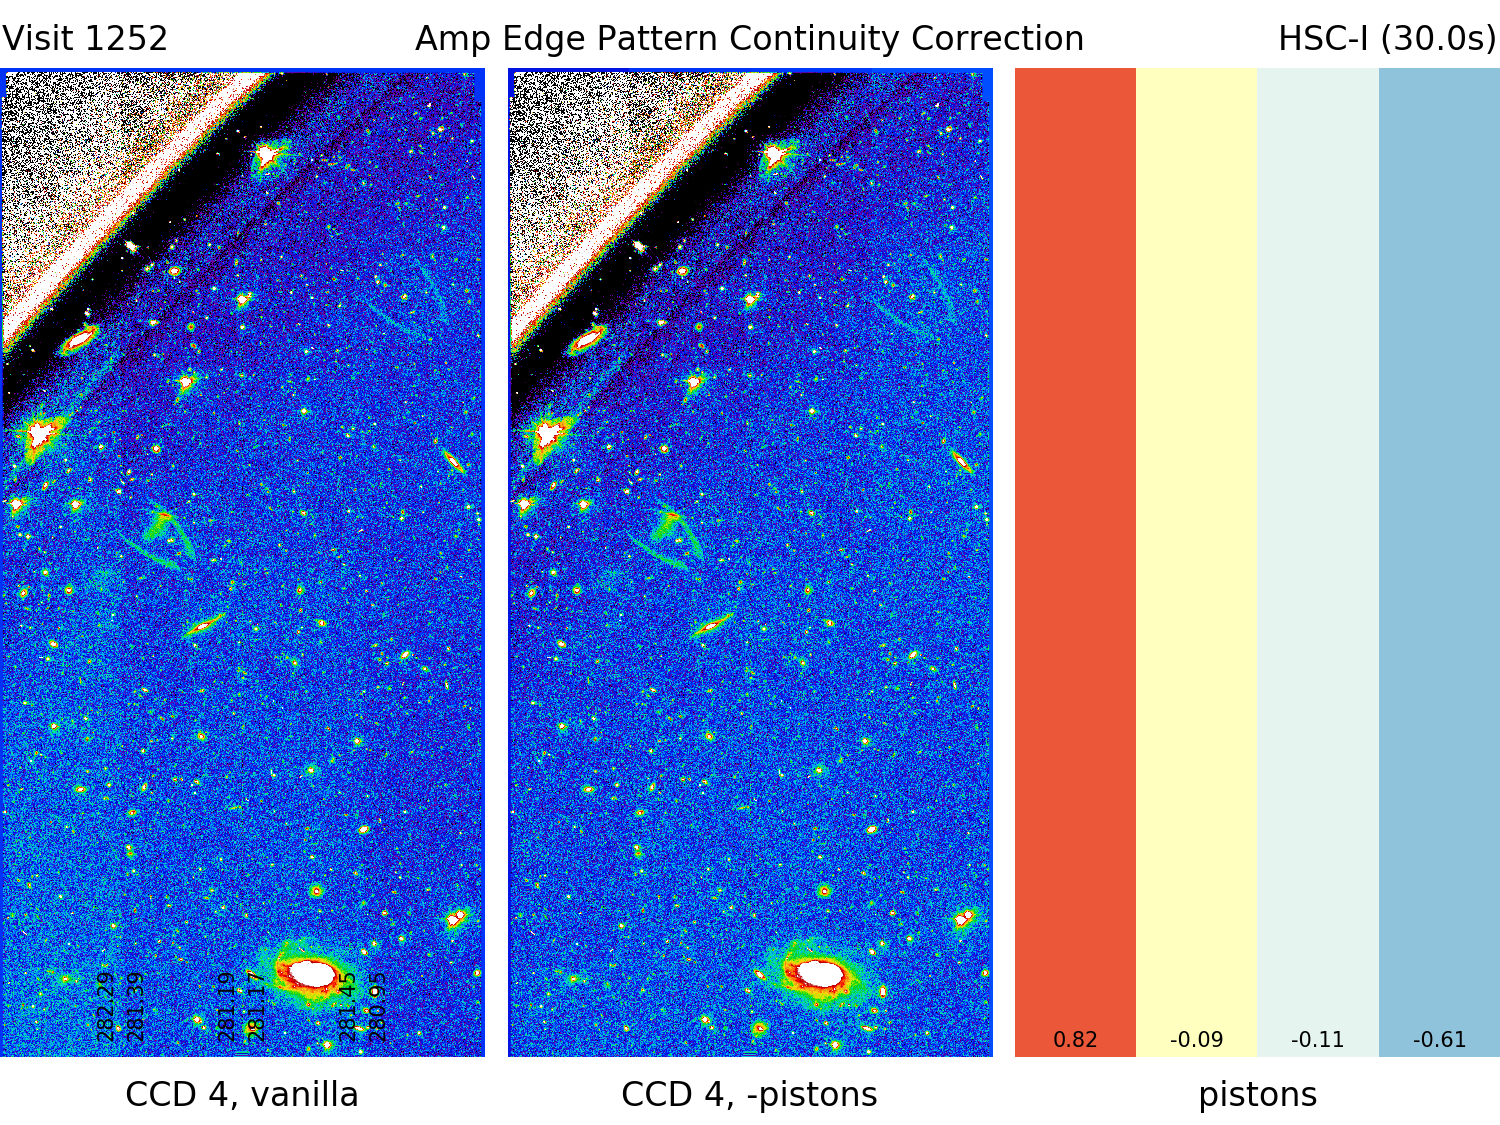 Visit 1252
Amp Edge Pattern Continuity Correction
HSC-I (30.0s)
282.29
281.39
281.19
281.17
281.45
280.95
0.82
-0.09
-0.11
-0.61
CCD 4, vanilla
CCD 4, -pistons
pistons